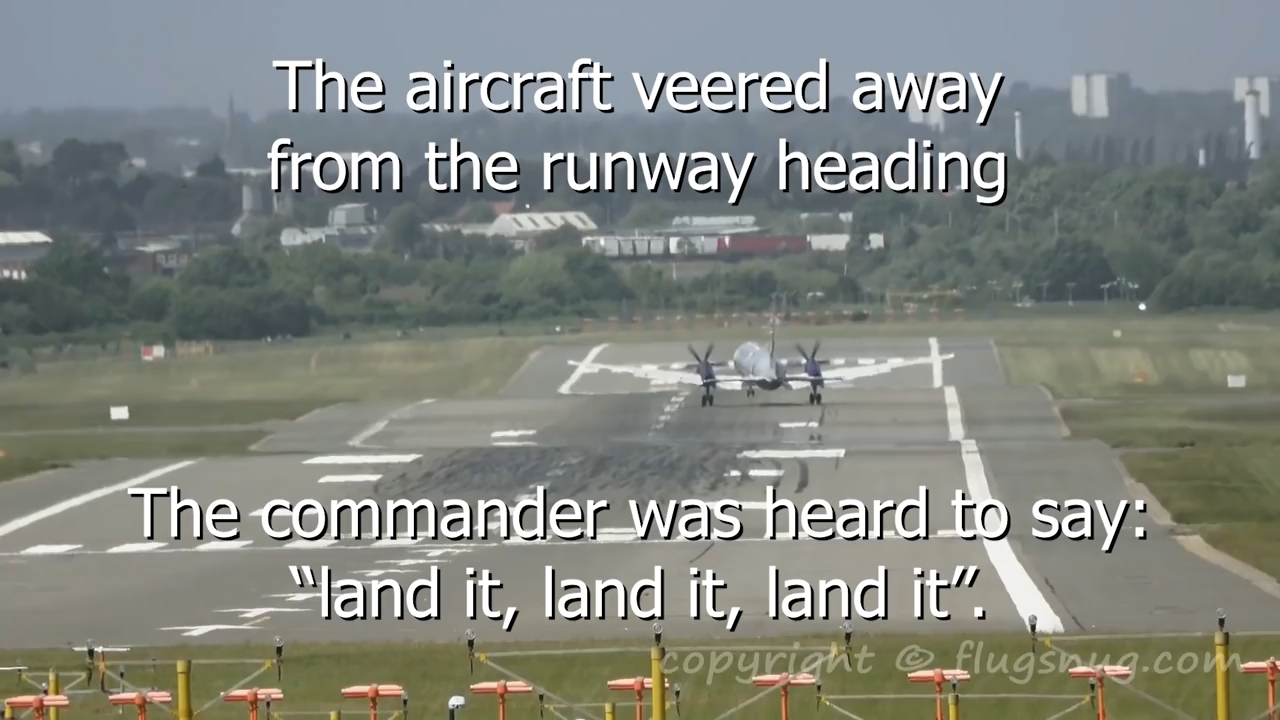 The aircraft veered away
from the runway heading
The commander was heard to say:
“land it, land it, land it”.
copyright © flugsnug.com